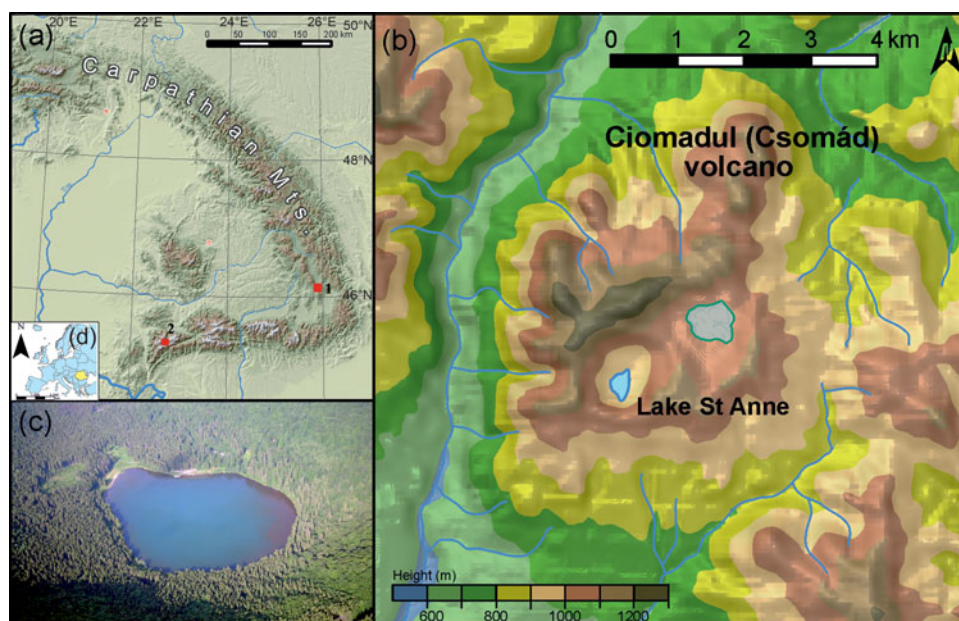 (a)
20°E 22°E 24°E 26°E 50°N
0 50 100 150 200
km
Carpathian Mts.
48°N
46°N
1
2
N
(d)
(c)
(b)
0 1 2 3 4 km
N
Ciomadul (Csomád)
volcano
Lake St Anne
Height (m)
600 800 1000 1200